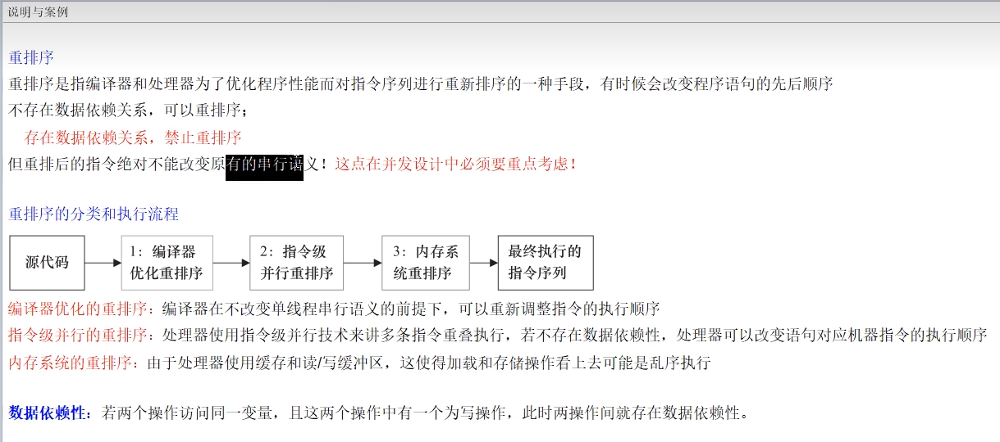 说明与案例
重排序
重排序是指编译器和处理器为了优化程序性能而对指令序列进行重新排序的一种手段，有时候会改变程序语句的先后顺序
不存在数据依赖关系，可以重排序；
存在数据依赖关系，禁止重排序
但重排后的指令绝对不能改变原有的串行语义！这点在并发设计中必须要重点考虑！
重排序的分类和执行流程
源代码
1：编译器
优化重排序
2：指令级
并行重排序
3：内存系
统重排序
最终执行的
指令序列
编译器优化的重排序：编译器在不改变单线程串行语义的前提下，可以重新调整指令的执行顺序
指令级并行的重排序：处理器使用指令级并行技术来讲多条指令重叠执行，若不存在数据依赖性，处理器可以改变语句对应机器指令的执行顺序
内存系统的重排序：由于处理器使用缓存和读/写缓冲区，这使得加载和存储操作看上去可能是乱序执行
数据依赖性：若两个操作访问同一变量，且这两个操作中有一个为写操作，此时两操作间就存在数据依赖性。